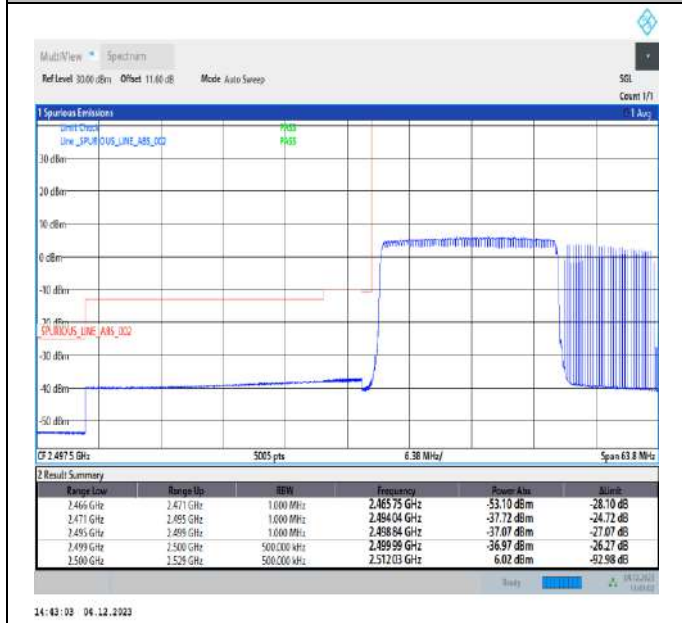 MultiView Spectrum
Ref Level 30.00 dBm Offset 11.60 dB Mode Auto Sweep SGL
Count 1/1
1 Spurious Emissions 1 Avg
Limit Check PASS
Line _SPURIOUS_LINE_ABS_002 PASS
30 dBm
20 dBm
10 dBm
0 dBm
-10 dBm
-20 dBm
_SPURIOUS_LINE_ABS_002
-30 dBm
-40 dBm
-50 dBm
CF 2.4975 GHz 5005 pts 6.38 MHz/ Span 63.8 MHz
2 Result Summary
Range Low Range Up RBW Frequency Power Abs ΔLimit
2.466 GHz 2.471 GHz 1.000 MHz 2.46575 GHz -53.10 dBm -28.10 dB
2.471 GHz 2.495 GHz 1.000 MHz 2.49404 GHz -37.72 dBm -24.72 dB
2.495 GHz 2.499 GHz 1.000 MHz 2.49884 GHz -37.07 dBm -27.07 dB
2.499 GHz 2.500 GHz 500.000 kHz 2.49999 GHz -36.97 dBm -26.27 dB
2.500 GHz 2.529 GHz 500.000 kHz 2.51203 GHz 6.02 dBm -92.98 dB
Ready
14:43:03 04.12.2023